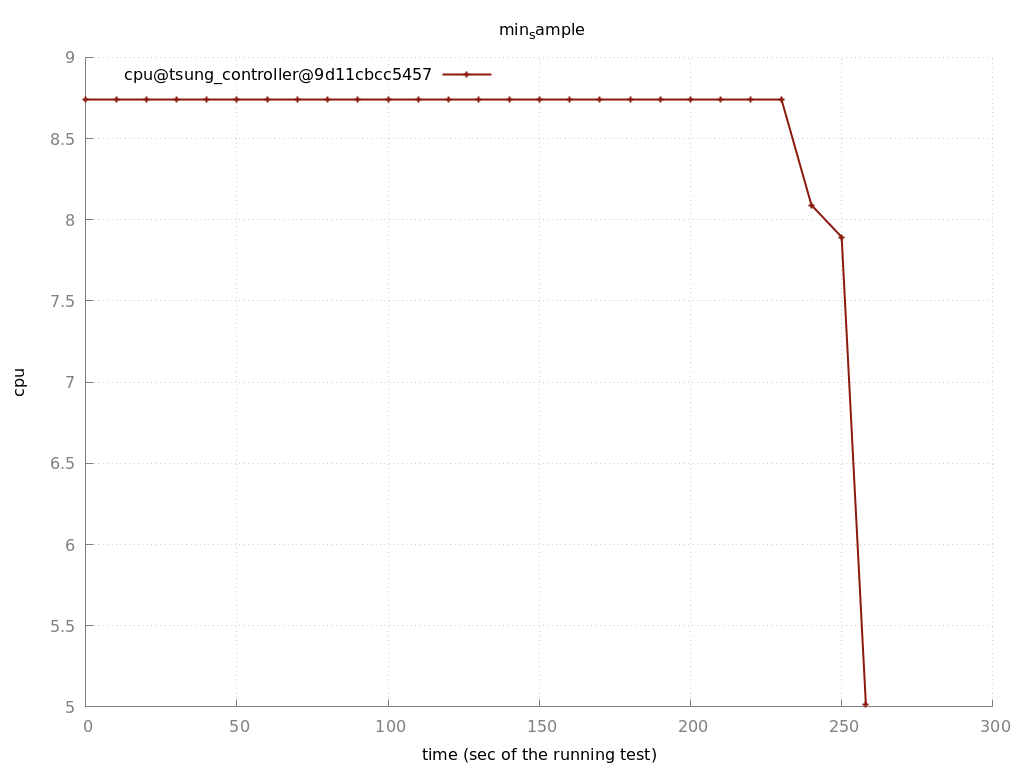 min_sample
9
cpu@tsung_controller@9d11cbcc5457
8.5
8
7.5
7
cpu
6.5
6
5.5
5
0 50 100 150 200 250 300
time (sec of the running test)